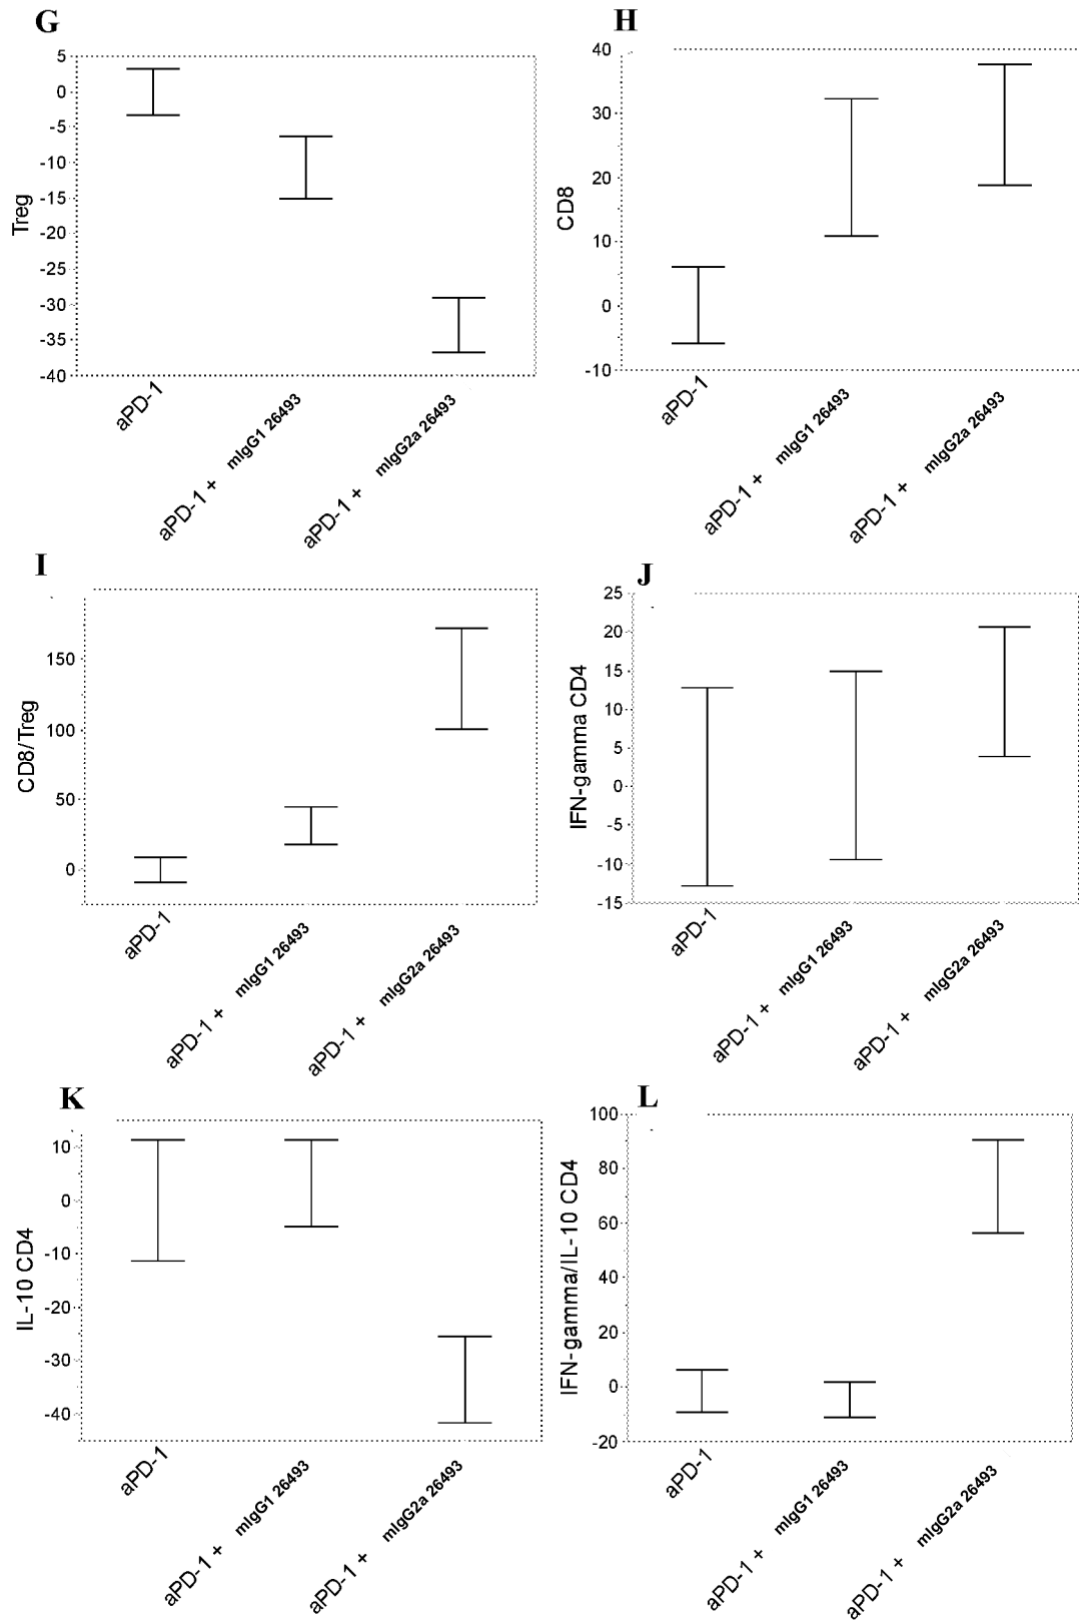 G
5
0
-5
-10
-15
-20
-25
-30
-35
-40
Treg
aPD-1
aPD-1 + mIgG1 26493
aPD-1 + mIgG2a 26493
H
40
30
20
10
0
-10
CD8
aPD-1
aPD-1 + mIgG1 26493
aPD-1 + mIgG2a 26493
I
150
100
50
0
CD8/Treg
aPD-1
aPD-1 + mIgG1 26493
aPD-1 + mIgG2a 26493
J
25
20
15
10
5
0
-5
-10
-15
IFN-gamma CD4
aPD-1
aPD-1 + mIgG1 26493
aPD-1 + mIgG2a 26493
K
10
0
-10
-20
-30
-40
IL-10 CD4
aPD-1
aPD-1 + mIgG1 26493
aPD-1 + mIgG2a 26493
L
100
80
60
40
20
0
-20
IFN-gamma/IL-10 CD4
aPD-1
aPD-1 + mIgG1 26493
aPD-1 + mIgG2a 26493